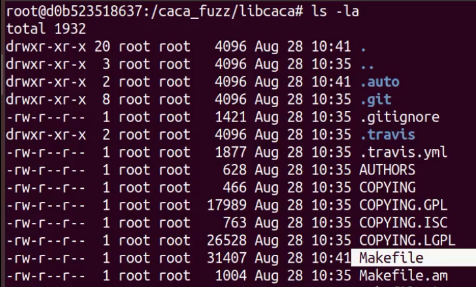 root@d0b523518637:/caca_fuzz/libcaca# ls -la
total 1932
drwxr-xr-x 20 root root 4096 Aug 28 10:41 .
drwxr-xr-x 3 root root 4096 Aug 28 10:35 ..
drwxr-xr-x 2 root root 4096 Aug 28 10:41 .auto
drwxr-xr-x 8 root root 4096 Aug 28 10:35 .git
-rw-r--r-- 1 root root 1421 Aug 28 10:35 .gitignore
drwxr-xr-x 2 root root 4096 Aug 28 10:35 .travis
-rw-r--r-- 1 root root 1877 Aug 28 10:35 .travis.yml
-rw-r--r-- 1 root root 628 Aug 28 10:35 AUTHORS
-rw-r--r-- 1 root root 466 Aug 28 10:35 COPYING
-rw-r--r-- 1 root root 17989 Aug 28 10:35 COPYING.GPL
-rw-r--r-- 1 root root 763 Aug 28 10:35 COPYING.ISC
-rw-r--r-- 1 root root 26528 Aug 28 10:35 COPYING.LGPL
-rw-r--r-- 1 root root 31407 Aug 28 10:41 Makefile
-rw-r--r-- 1 root root 1004 Aug 28 10:35 Makefile.am